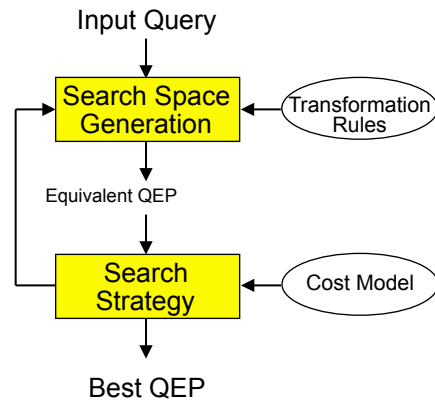 Input Query
Search Space
Generation
Transformation
Rules
Equivalent QEP
Search
Strategy
Cost Model
Best QEP